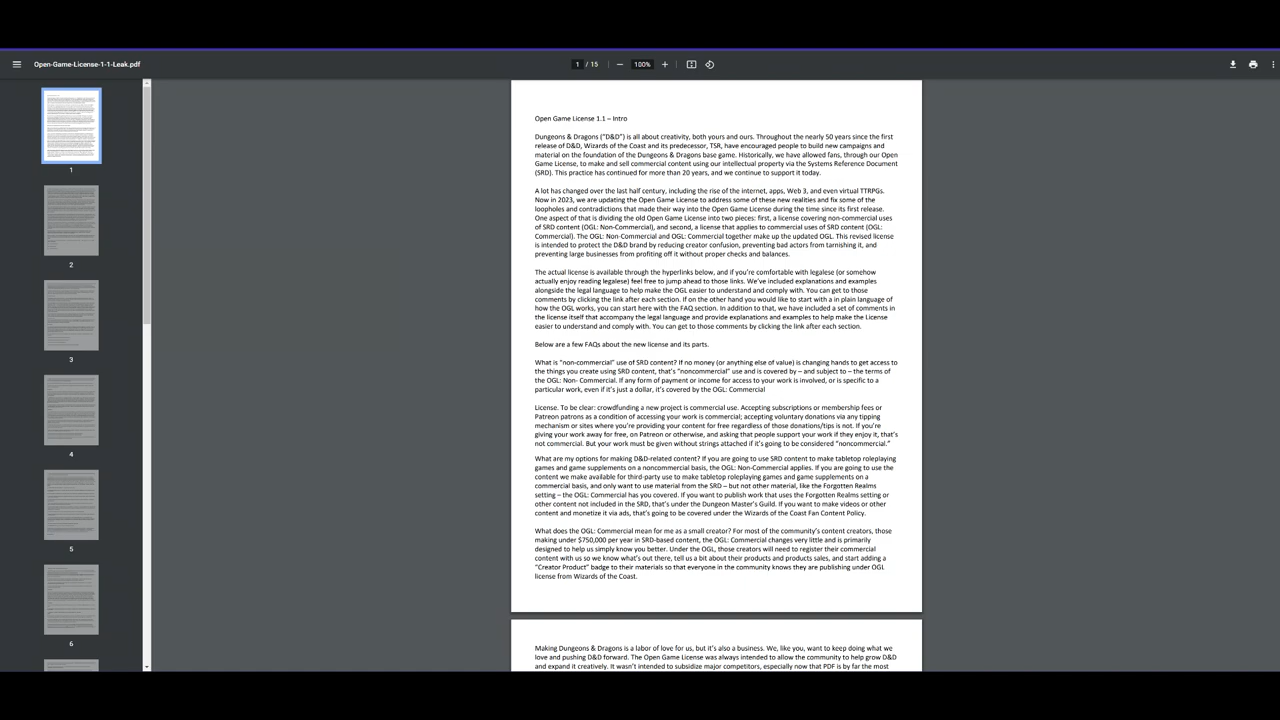 Open-Game-License-1-1-Leak.pdf
1 / 15
100%
1
2
3
4
5
6
Open Game License 1.1 – Intro
Dungeons & Dragons ("D&D") is all about creativity, both yours and ours. Throughout the nearly 50 years since the first
release of D&D, Wizards of the Coast and its predecessor, TSR, have encouraged people to build new campaigns and
material on the foundation of the Dungeons & Dragons base game. Historically, we have allowed fans, through our Open
Game License, to make and sell commercial content using our intellectual property via the Systems Reference Document
(SRD). This practice has continued for more than 20 years, and we continue to support it today.
A lot has changed over the last half century, including the rise of the internet, apps, Web 3, and even virtual TTRPGs.
Now in 2023, we are updating the Open License to address some of these new realities and fix some of the
loopholes and contradictions that made their way into the Open Game License during the time since its first release.
One aspect of that is dividing the old Open Game License into two pieces: first, a license covering non-commercial uses
of SRD content (OGL: Non-Commercial), and second, a license that applies to commercial uses of SRD content (OGL:
Commercial). The OGL: Non-Commercial and OGL: Commercial together make up the updated OGL. This revised license
is intended to protect the D&D brand by reducing creator confusion, preventing bad actors from tarnishing it, and
preventing large businesses from profiting off it without proper checks and balances.
The actual license is available through the hyperlinks below, and if you're comfortable with legalese (or somehow
actually enjoy reading legalese) feel free to jump ahead to those links. We've included explanations and examples
alongside the legal language to help make the OGL easier to understand and comply with. You can get to those
comments by clicking the link after each section. If on the other hand you would like to start with a in plain language of
how the OGL works, you can start here with the FAQ section. In addition to that, we have included a set of comments in
the license itself that accompany the legal language and provide explanations and examples to help make the License
easier to understand and comply with. You can get to those comments by clicking the link after each section.
Below are a few FAQs about the new license and its parts.
What is "non-commercial" use of SRD content? If no money (or anything else of value) is changing hands to get access to
the things you create using SRD content, that's "noncommercial" use and is covered by – and subject to – the terms of
the OGL: Non- Commercial. If any form of payment or income for access to your work is involved, or is specific to a
particular work, even if it's just a dollar, it's covered by the OGL: Commercial
License. To be clear: crowdfunding a new project is commercial use. Accepting subscriptions or membership fees or
Patreon patrons as a condition of accessing your work is commercial; accepting voluntary donations via any tipping
mechanism or sites where you're providing your content for free regardless of those donations/tips is not. If you're
giving your work away for free, on Patreon or otherwise, and asking that people support your work if they enjoy it, that's
not commercial. But your work must be given without strings attached if it's going to be considered "noncommercial."
What are my options for making D&D-related content? If you are going to use SRD content to make tabletop roleplaying
games and game supplements on a noncommercial basis, the OGL: Non-Commercial applies. If you are going to use the
content we make available for third-party use to make tabletop roleplaying games and game supplements on a
commercial basis, and only want to use material from the SRD – but not other material, like the Forgotten Realms
setting – the OGL: Commercial has you covered. If you want to publish work that uses the Forgotten Realms setting or
other content not included in the SRD, that's under the Dungeon Master's Guild. If you want to make videos or other
content and monetize it via ads, that's going to be covered under the Wizards of the Coast Fan Content Policy.
What does the OGL: Commercial mean for me as a small creator? For most of the community's content creators, those
making under $750,000 per year in SRD-based content, the OGL: Commercial changes very little and is primarily
designed to help us simply know you better. Under the OGL, those creators will need to register their commercial
content with us so we know what's out there, tell us a bit about their products and products sales, and start adding a
"Creator Product" badge to their materials so that everyone in the community knows they are publishing under OGL
license from Wizards of the Coast.
Making Dungeons & Dragons is a labor of love for us, but it's also a business. We, like you, want to keep doing what we
love and pushing D&D forward. The Open Game License was always intended to allow the community to help grow D&D
and expand it creatively. It wasn't intended to subsidize major competitors, especially now that PDF is by far the most